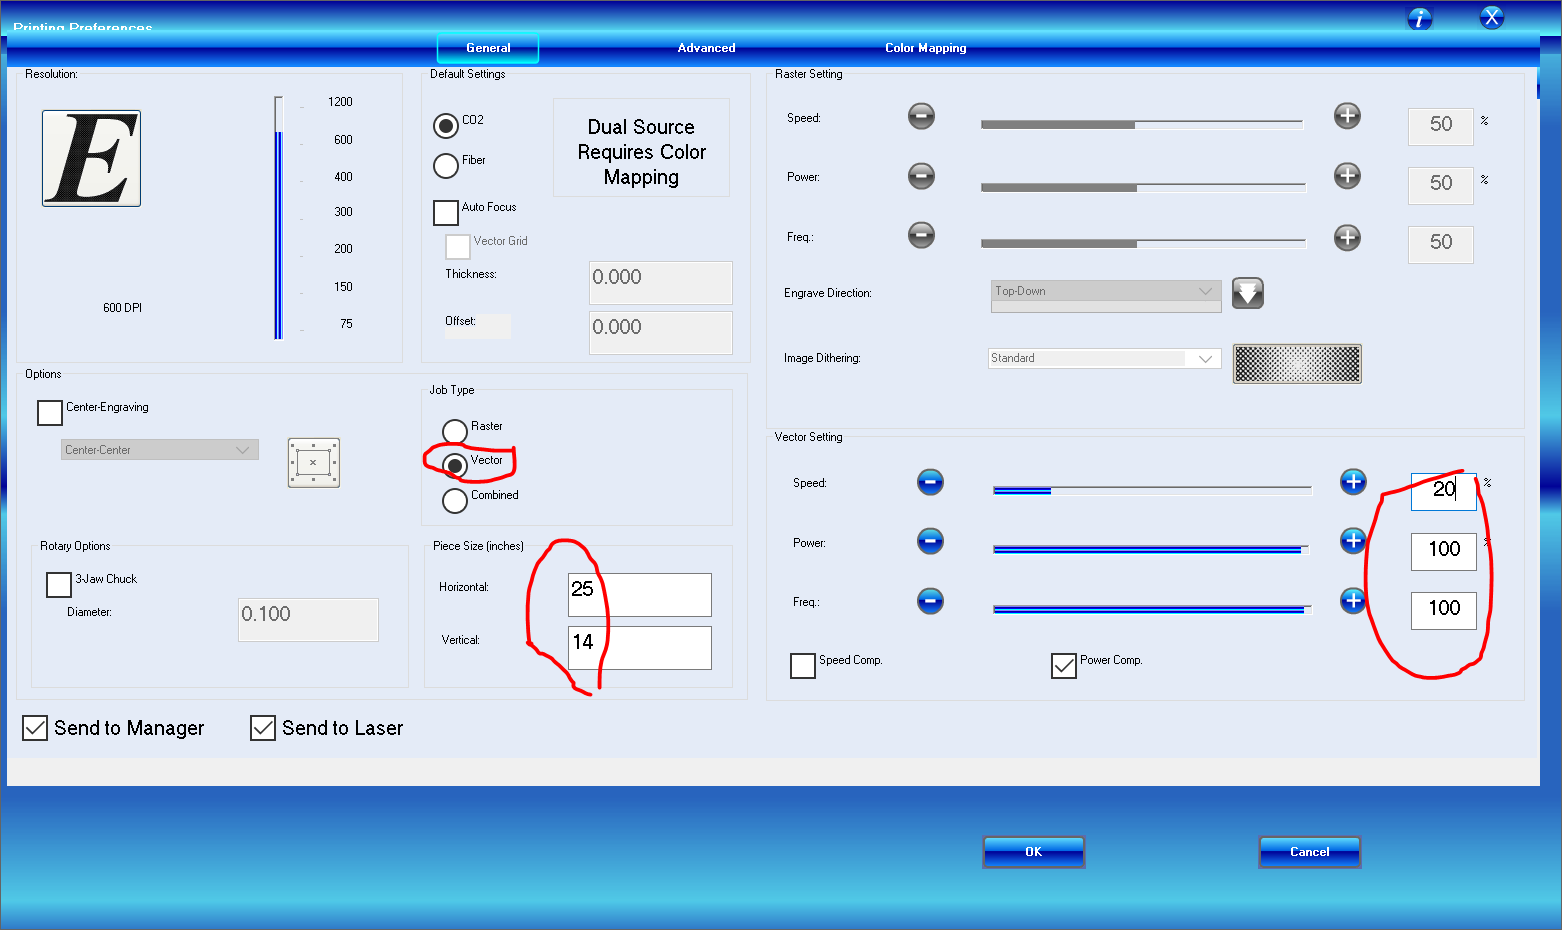 Printing Preferences
General
Advanced
Color Mapping
Resolution:
E
1200
600
400
300
200
150
75
600 DPI
Default Settings
CO2
Fiber
Dual Source
Requires Color
Mapping
Auto Focus
Vector Grid
Thickness:
0.000
Offset:
0.000
Options
Center-Engraving
Center-Center
Job Type
Raster
Vector
Combined
Rotary Options
3-Jaw Chuck
Diameter:
0.100
Piece Size (inches)
Horizontal:
25
Vertical:
14
Send to Manager
Send to Laser
Raster Setting
Speed:
50
%
Power:
50
%
Freq.:
50
Engrave Direction:
Top-Down
Image Dithering:
Standard
Vector Setting
Speed:
20
%
Power:
100
%
Freq.:
100
Speed Comp.
Power Comp.
OK
Cancel